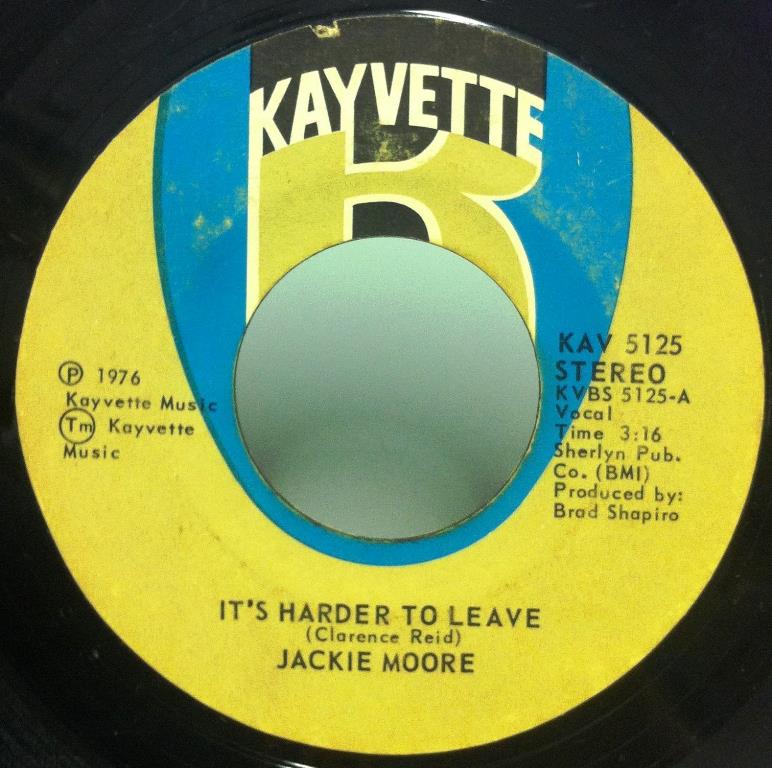 KAYVETTE
K
℗ 1976
Kayvette Music
Tm Kayvette
Music
KAV 5125
STEREO
KVBS 5125-A
Vocal
Time 3:16
Sherlyn Pub.
Co. (BMI)
Produced by:
Brad Shapiro
IT'S HARDER TO LEAVE
(Clarence Reid)
JACKIE MOORE